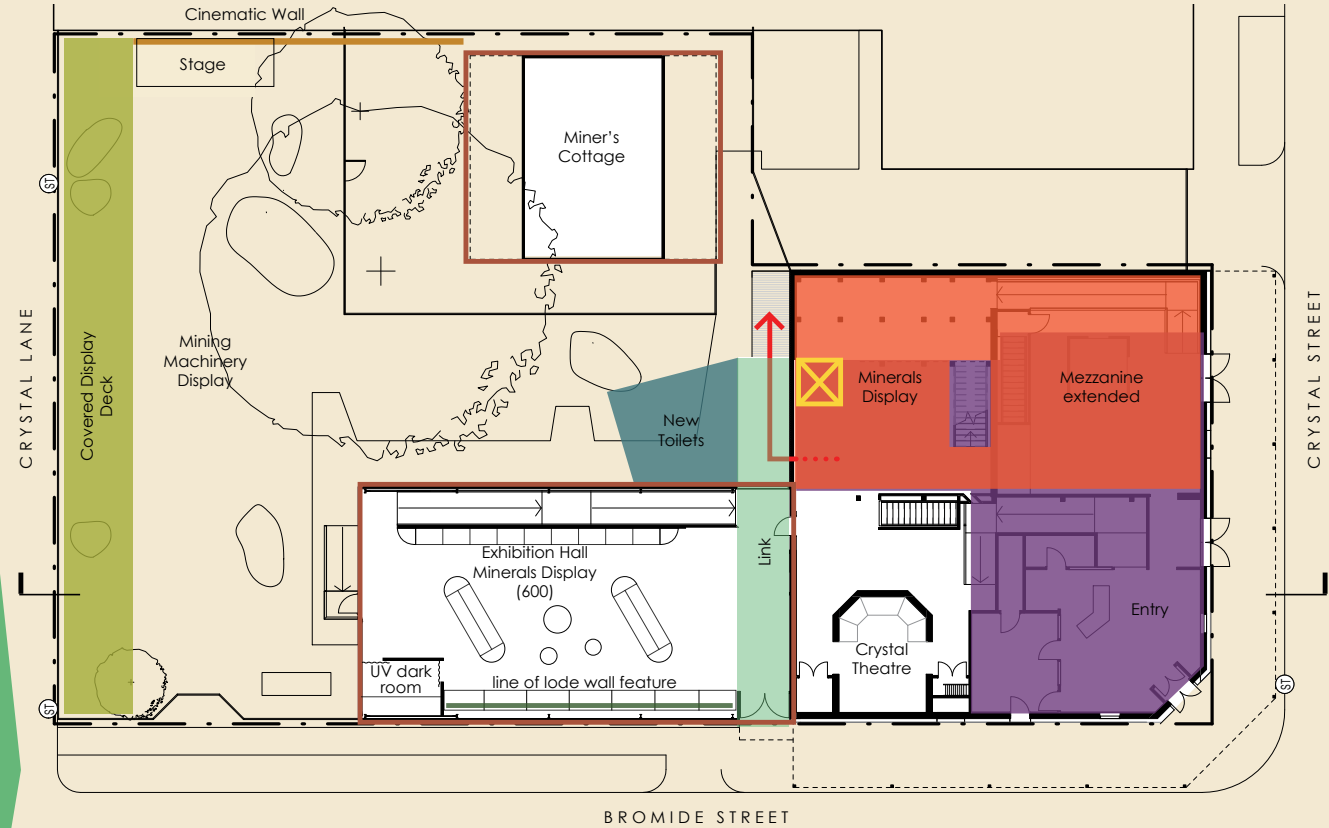 Cinematic Wall
Stage
Miner's
Cottage
ST
CRYSTAL LANE
Covered Display
Deck
Mining
Machinery
Display
New
Toilets
Minerals
Display
Mezzanine
extended
CRYSTAL STREET
Exhibition Hall
Minerals Display
(600)
Link
Entry
Crystal
Theatre
UV dark
room
line of lode wall feature
ST
ST
BROMIDE STREET